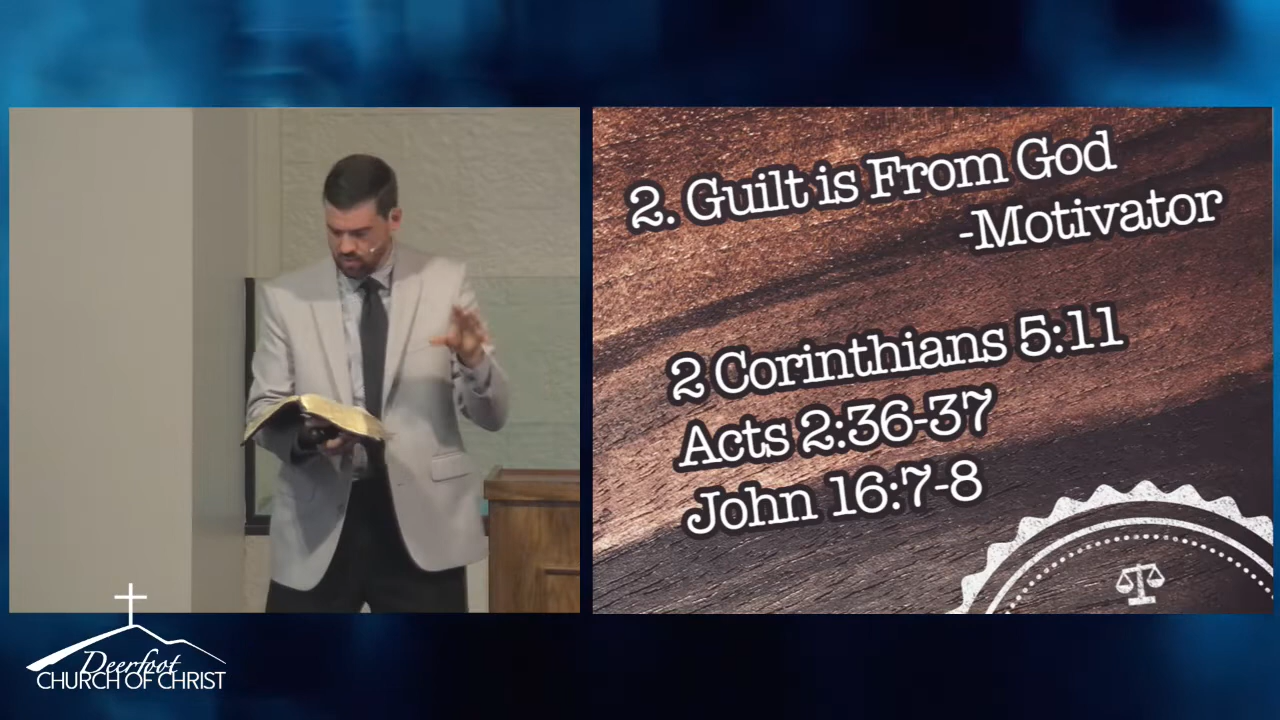 2. Guilt is From God
-Motivator
2 Corinthians 5:11
Acts 2:36-37
John 16:7-8
Deerfoot
CHURCH OF CHRIST